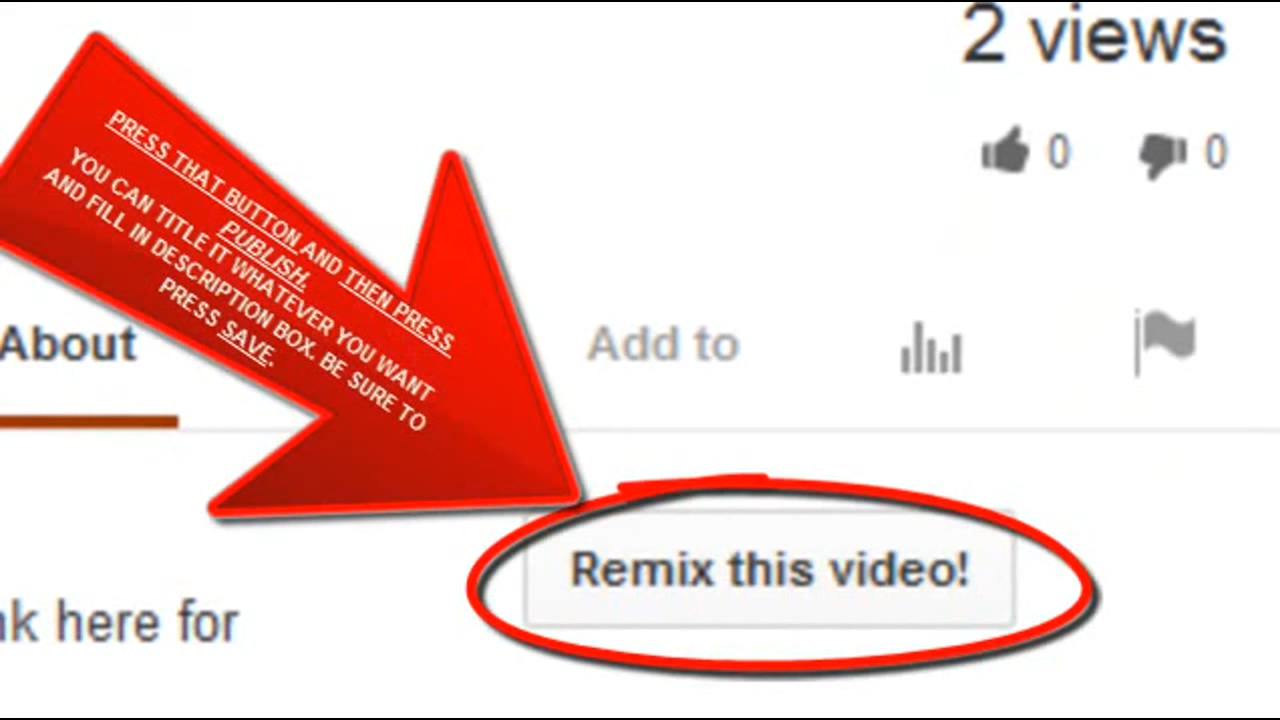 2 views
0 0
PRESS THAT BUTTON AND THEN PRESS
PUBLISH.
YOU CAN TITLE IT WHATEVER YOU WANT
AND FILL IN DESCRIPTION BOX. BE SURE TO
PRESS SAVE.
About Add to
Remix this video!
nk here for